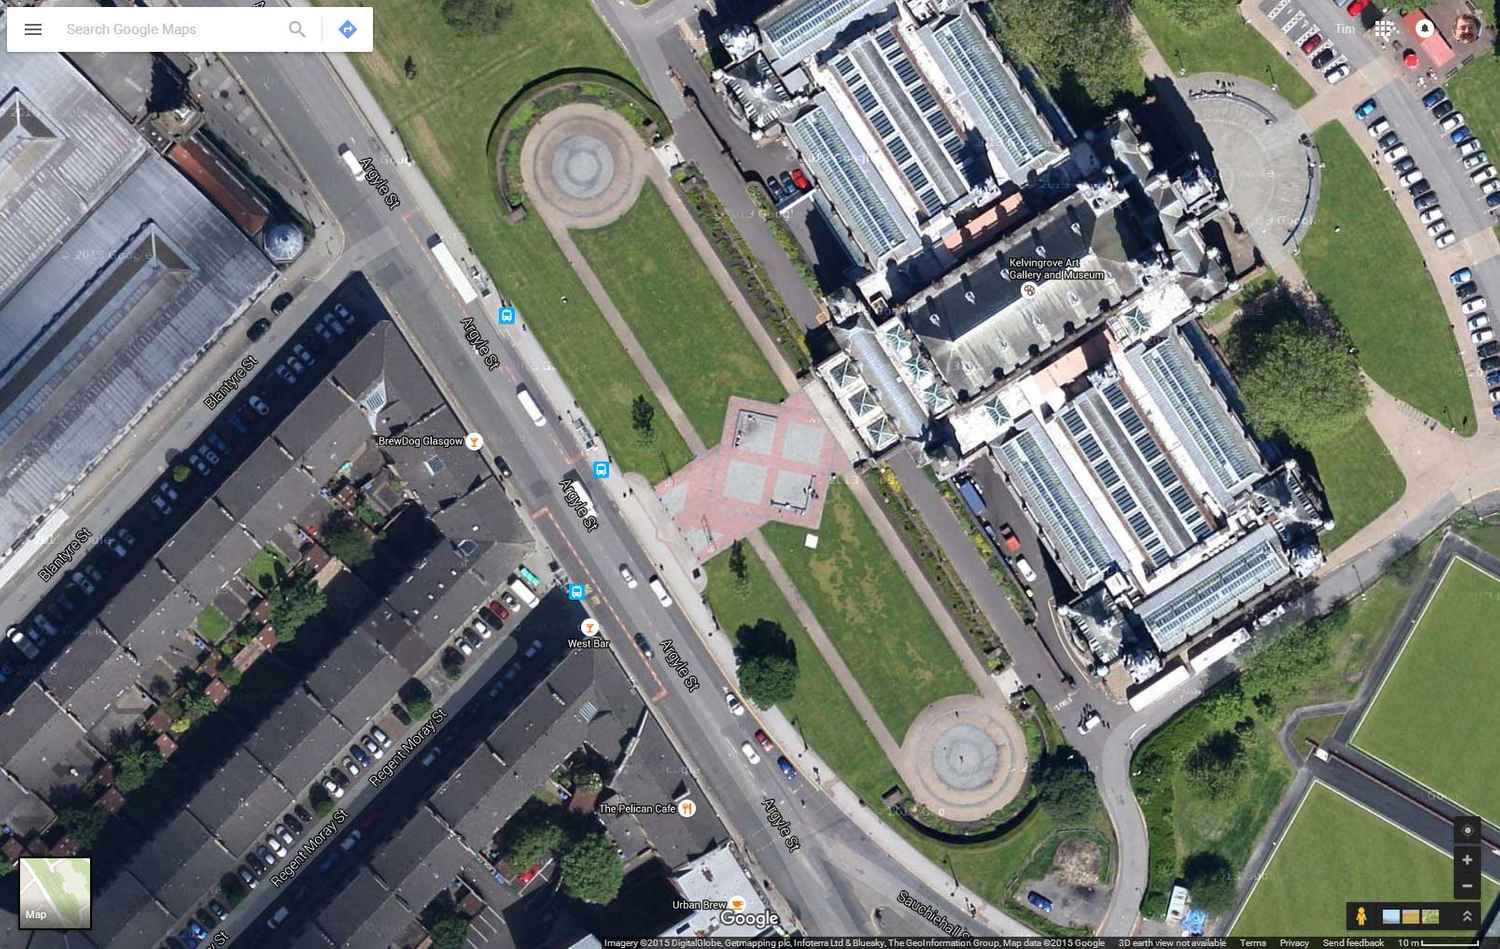 Search Google Maps
Tim
Argyle St
Kelvingrove Art
Gallery and Museum
Argyle St
Blantyre St
BrewDog Glasgow
Argyle St
Blantyre St
West Bar
Argyle St
Regent Moray St
The Pelican Cafe
Argyle St
Regent Moray St
Urban Brew
Google
Map
Imagery ©2015 DigitalGlobe, Getmapping plc, Infoterra Ltd & Bluesky, The GeoInformation Group, Map data ©2015 Google
3D earth view not available
Terms
Privacy
Send feedback
10 m